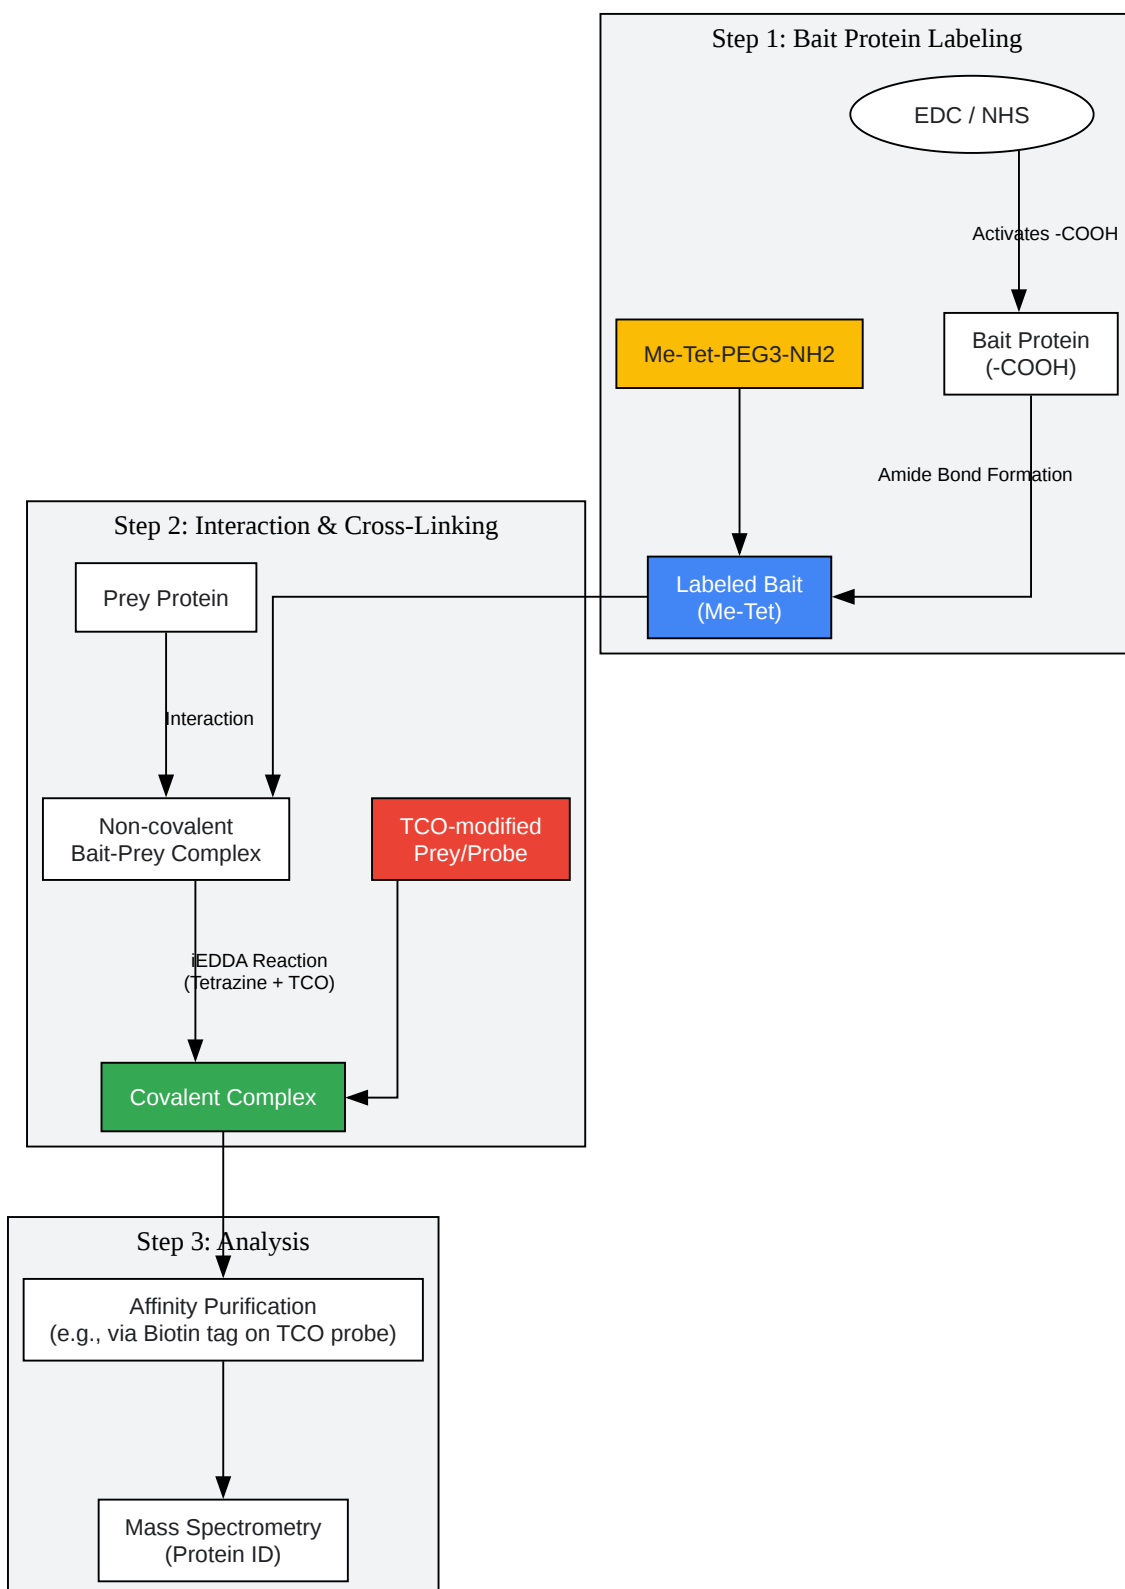 Step 1: Bait Protein Labeling
EDC / NHS
Activates -COOH
Me-Tet-PEG3-NH2
Bait Protein
(-COOH)
Amide Bond Formation
Labeled Bait
(Me-Tet)
Step 2: Interaction & Cross-Linking
Prey Protein
Interaction
Non-covalent
Bait-Prey Complex
TCO-modified
Prey/Probe
iEDDA Reaction
(Tetrazine + TCO)
Covalent Complex
Step 3: Analysis
Affinity Purification
(e.g., via Biotin tag on TCO probe)
Mass Spectrometry
(Protein ID)